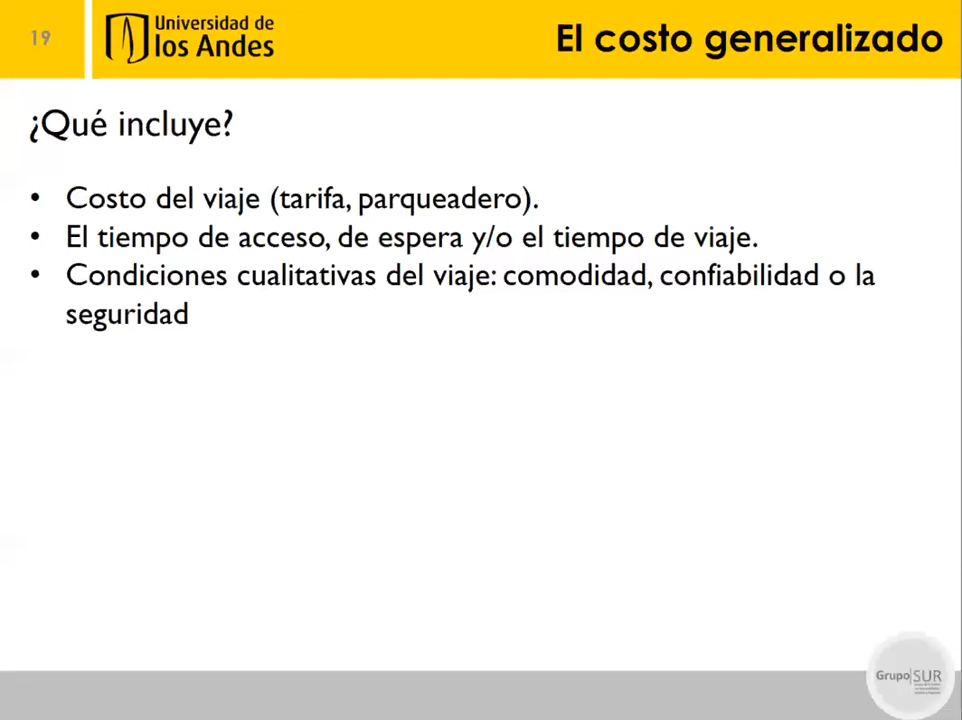 19
Universidad de
los Andes
El costo generalizado
¿Qué incluye?
• Costo del viaje (tarifa, parqueadero).
• El tiempo de acceso, de espera y/o el tiempo de viaje.
• Condiciones cualitativas del viaje: comodidad, confiabilidad o la
seguridad
Grupo|SUR